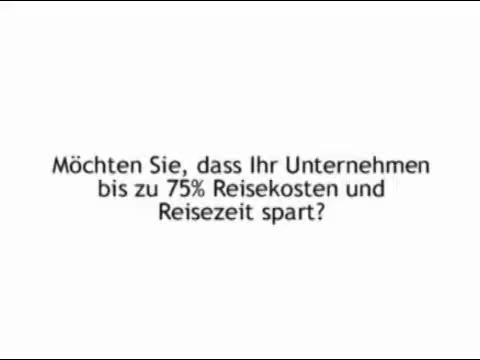 Möchten Sie, dass Ihr Unternehmen
bis zu 75% Reisekosten und
Reisezeit spart?